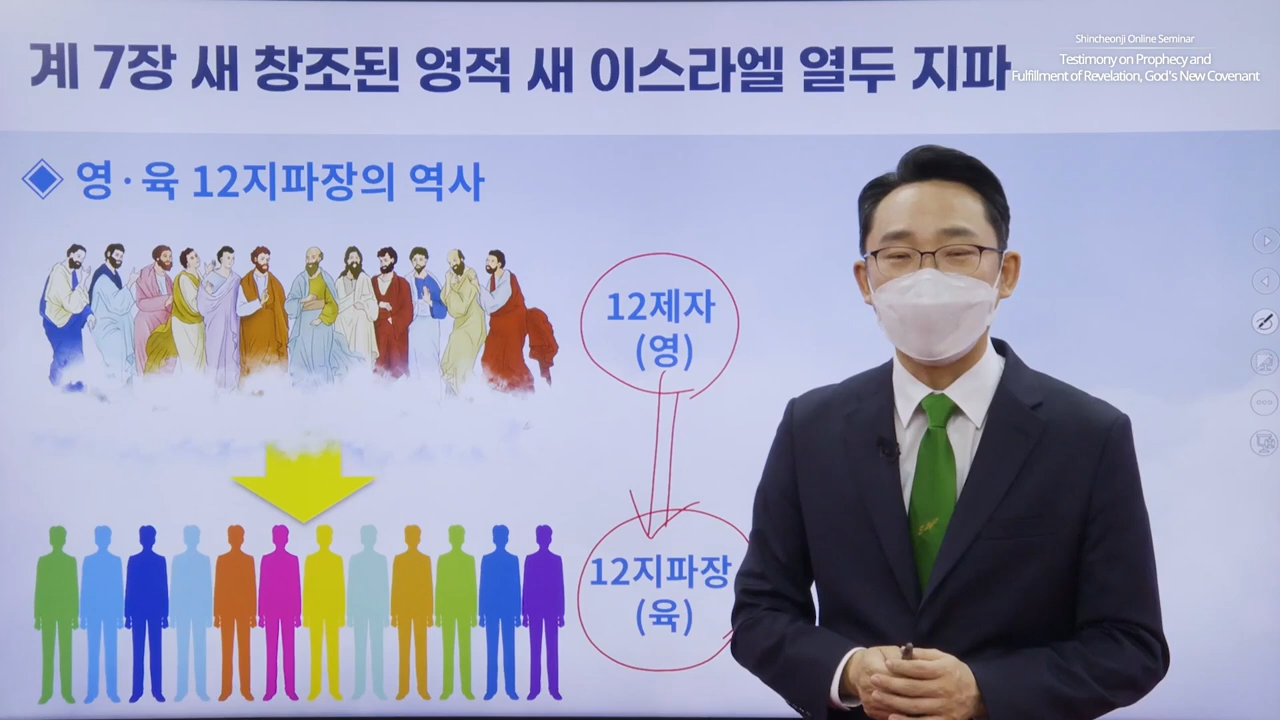 계 7장 새 창조된 영적 새 이스라엘 열두 지파
Shincheonji Online Seminar
Testimony on Prophecy and
Fulfillment of Revelation, God's New Covenant
영·육 12지파장의 역사
12제자
(영)
12지파장
(육)